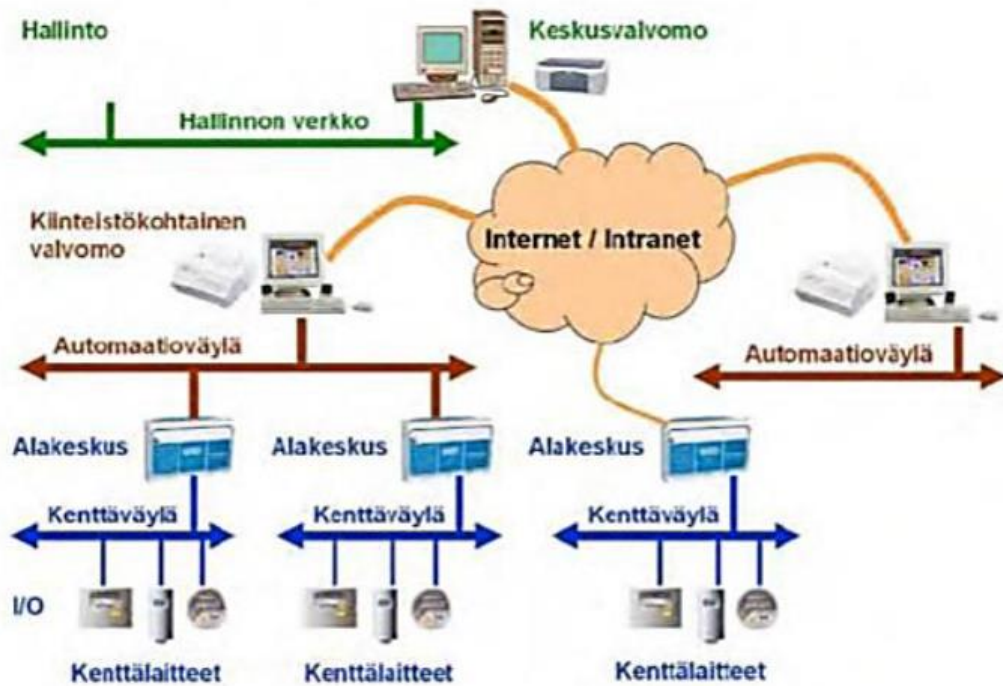 Hallinto
Keskusvalvomo
Hallinnon verkko
Kiinteistökohtainen
valvomo
Internet / Intranet
Automaatioväylä
Automaatioväylä
Alakeskus
Alakeskus
Alakeskus
Kenttäväylä
Kenttäväylä
Kenttäväylä
I/O
Kenttälaitteet
Kenttälaitteet
Kenttälaitteet